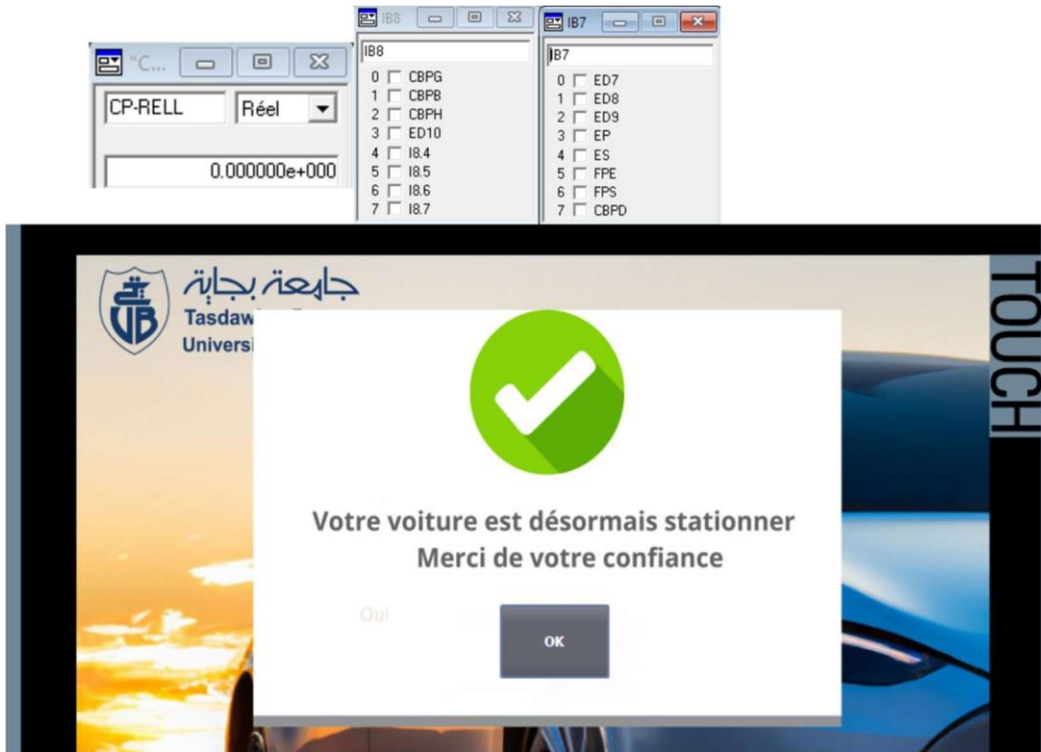 "C...
CP-RELL
Réel
0.000000e+000
IB8
IB8
0 CBPG
1 CBPB
2 CBPH
3 ED10
4 I8.4
5 I8.5
6 I8.6
7 I8.7
IB7
IB7
0 ED7
1 ED8
2 ED9
3 EP
4 ES
5 FPE
6 FPS
7 CBPD
جامعة بجاية
Tasdaw
Universi
UB
TOUCH
Votre voiture est désormais stationner
Merci de votre confiance
Oui
OK